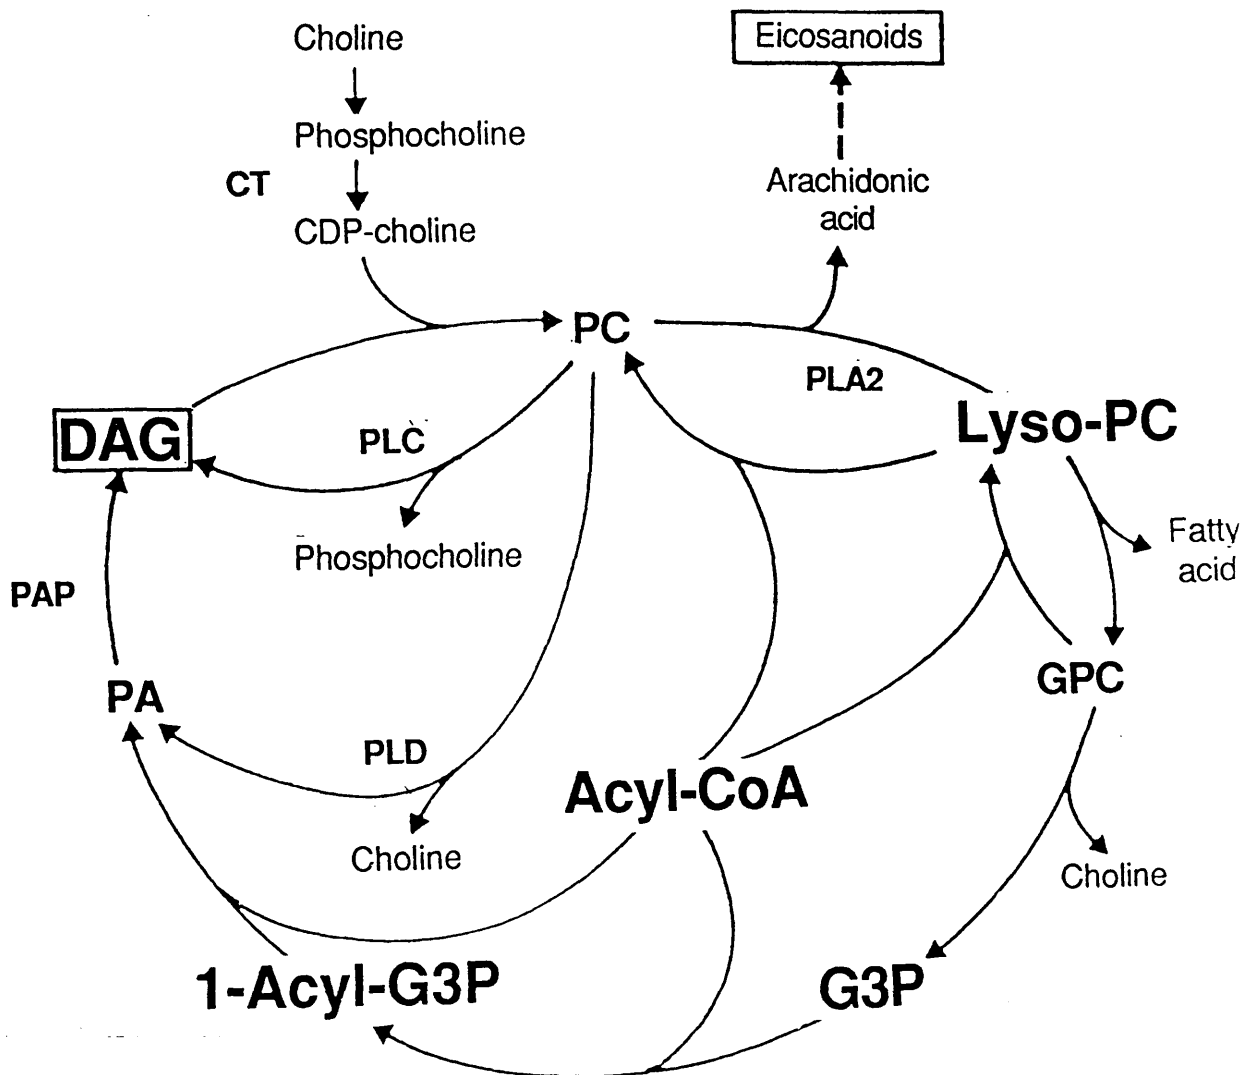 Choline
Eicosanoids
Phosphocholine
CT
Arachidonic
acid
CDP-choline
PC
PLA2
DAG
PLC
Lyso-PC
Phosphocholine
Fatty
acid
PAP
GPC
PA
PLD
Acyl-CoA
Choline
Choline
1-Acyl-G3P
G3P